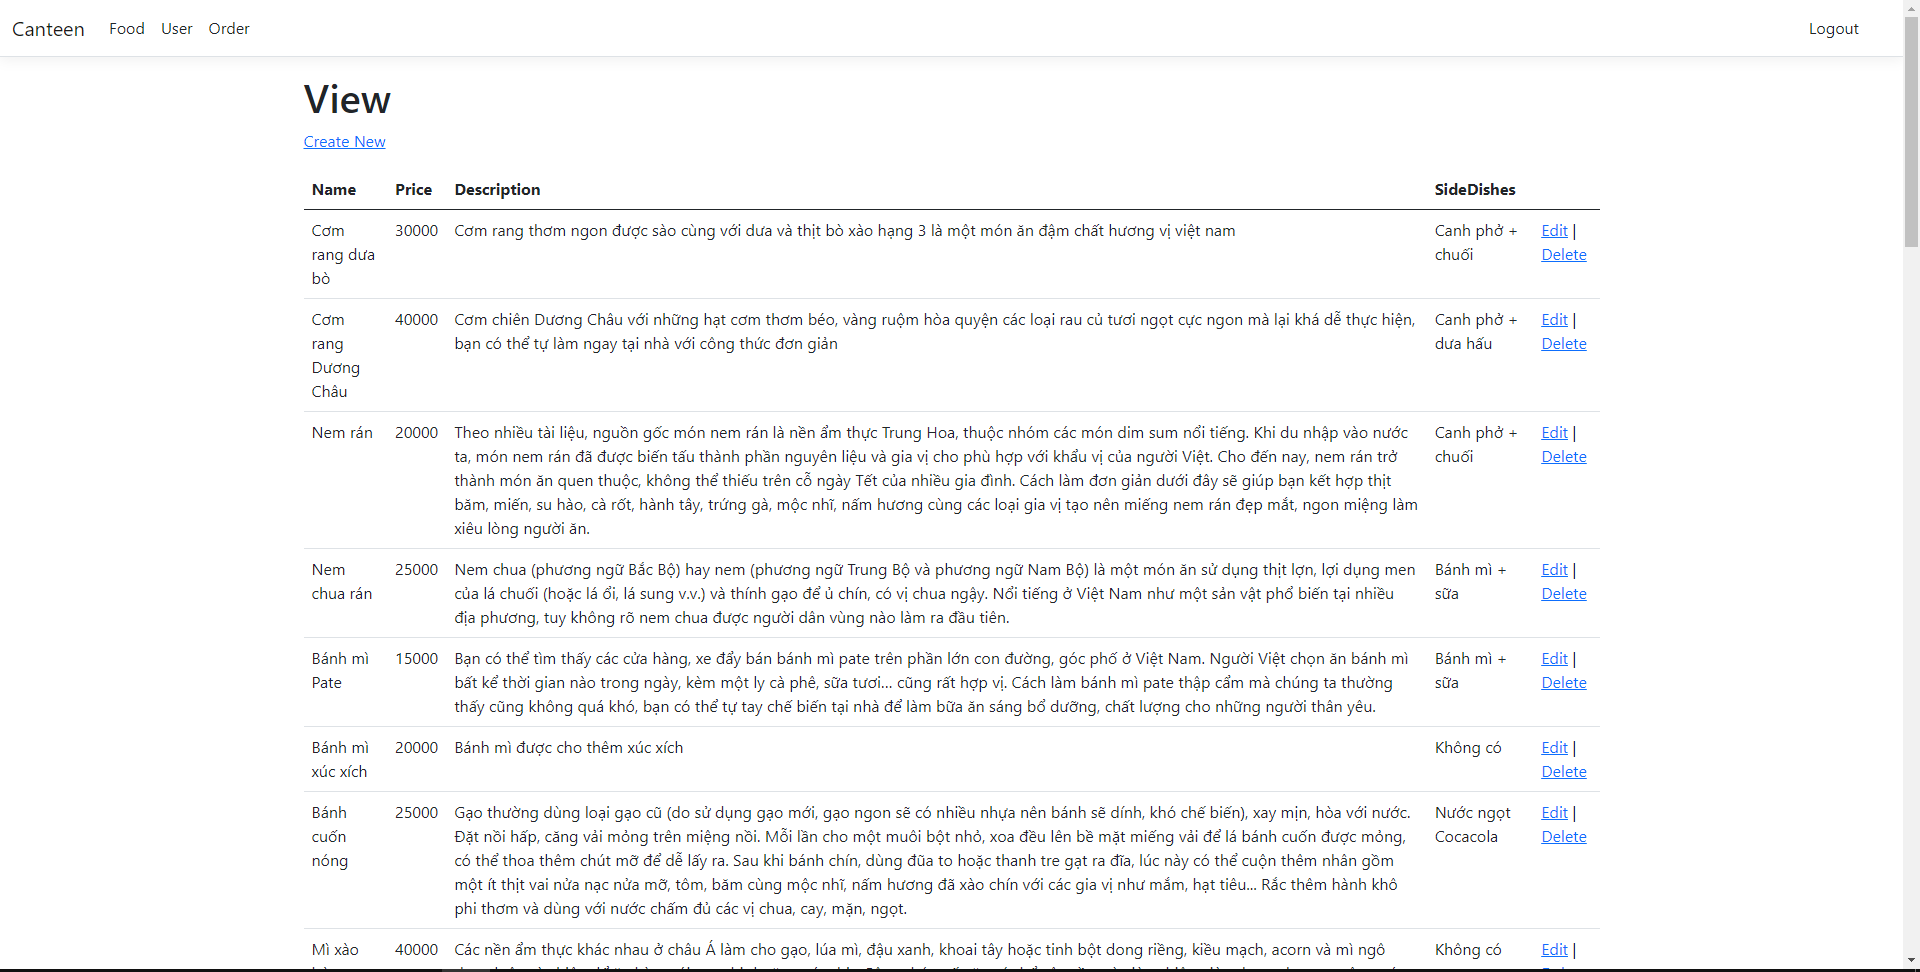 Canteen Food User Order Logout
View
Create New
Name Price Description SideDishes
Cơm 30000 Cơm rang thơm ngon được sào cùng với dưa và thịt bò xào hạng 3 là một món ăn đậm chất hương vị việt nam Canh phở + Edit |
rang dưa chuối Delete
bò
Cơm 40000 Cơm chiên Dương Châu với những hạt cơm thơm béo, vàng ruộm hòa quyện các loại rau củ tươi ngọt cực ngon mà lại khá dễ thực hiện, Canh phở + Edit |
rang bạn có thể tự làm ngay tại nhà với công thức đơn giản dưa hấu Delete
Dương
Châu
Nem rán 20000 Theo nhiều tài liệu, nguồn gốc món nem rán là nền ẩm thực Trung Hoa, thuộc nhóm các món dim sum nổi tiếng. Khi du nhập vào nước Canh phở + Edit |
ta, món nem rán đã được biến tấu thành phần nguyên liệu và gia vị cho phù hợp với khẩu vị của người Việt. Cho đến nay, nem rán trở chuối Delete
thành món ăn quen thuộc, không thể thiếu trên cỗ ngày Tết của nhiều gia đình. Cách làm đơn giản dưới đây sẽ giúp bạn kết hợp thịt
băm, miến, su hào, cà rốt, hành tây, trứng gà, mộc nhĩ, nấm hương cùng các loại gia vị tạo nên miếng nem rán đẹp mắt, ngon miệng làm
xiêu lòng người ăn.
Nem 25000 Nem chua (phương ngữ Bắc Bộ) hay nem (phương ngữ Trung Bộ và phương ngữ Nam Bộ) là một món ăn sử dụng thịt lợn, lợi dụng men Bánh mì + Edit |
chua rán của lá chuối (hoặc lá ổi, lá sung v.v.) và thính gạo để ủ chín, có vị chua ngậy. Nổi tiếng ở Việt Nam như một sản vật phổ biến tại nhiều sữa Delete
địa phương, tuy không rõ nem chua được người dân vùng nào làm ra đầu tiên.
Bánh mì 15000 Bạn có thể tìm thấy các cửa hàng, xe đẩy bán bánh mì pate trên phần lớn con đường, góc phố ở Việt Nam. Người Việt chọn ăn bánh mì Bánh mì + Edit |
Pate bất kể thời gian nào trong ngày, kèm một ly cà phê, sữa tươi... cũng rất hợp vị. Cách làm bánh mì pate thập cẩm mà chúng ta thường sữa Delete
thấy cũng không quá khó, bạn có thể tự tay chế biến tại nhà để làm bữa ăn sáng bổ dưỡng, chất lượng cho những người thân yêu.
Bánh mì 20000 Bánh mì được cho thêm xúc xích Không có Edit |
xúc xích Delete
Bánh 25000 Gạo thường dùng loại gạo cũ (do sử dụng gạo mới, gạo ngon sẽ có nhiều nhựa nên bánh sẽ dính, khó chế biến), xay mịn, hòa với nước. Nước ngọt Edit |
cuốn Đặt nồi hấp, căng vải mỏng trên miệng nồi. Mỗi lần cho một muôi bột nhỏ, xoa đều lên bề mặt miếng vải để lá bánh cuốn được mỏng, Cocacola Delete
nóng có thể thoa thêm chút mỡ để dễ lấy ra. Sau khi bánh chín, dùng đũa to hoặc thanh tre gạt ra đĩa, lúc này có thể cuộn thêm nhân gồm
một ít thịt vai nửa nạc nửa mỡ, tôm, băm cùng mộc nhĩ, nấm hương đã xào chín với các gia vị như mắm, hạt tiêu... Rắc thêm hành khô
phi thơm và dùng với nước chấm đủ các vị chua, cay, mặn, ngọt.
Mì xào 40000 Các nền ẩm thực khác nhau ở châu Á làm cho gạo, lúa mì, đậu xanh, khoai tây hoặc tinh bột dong riềng, kiều mạch, acorn và mì ngô Không có Edit |